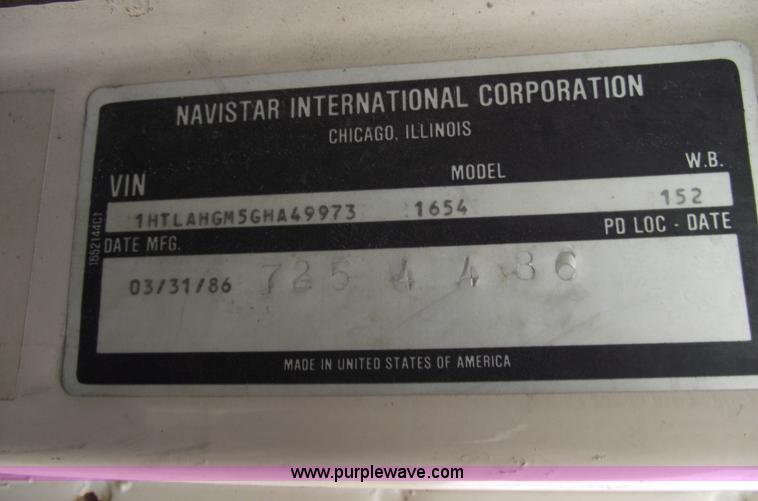 NAVISTAR INTERNATIONAL CORPORATION
CHICAGO, ILLINOIS
VIN MODEL W.B.
1HTLAHGM5GHA49973 1654 152
DATE MFG. PD LOC - DATE
03/31/86 725 4 4 86
MADE IN UNITED STATES OF AMERICA
1652144C1
www.purplewave.com